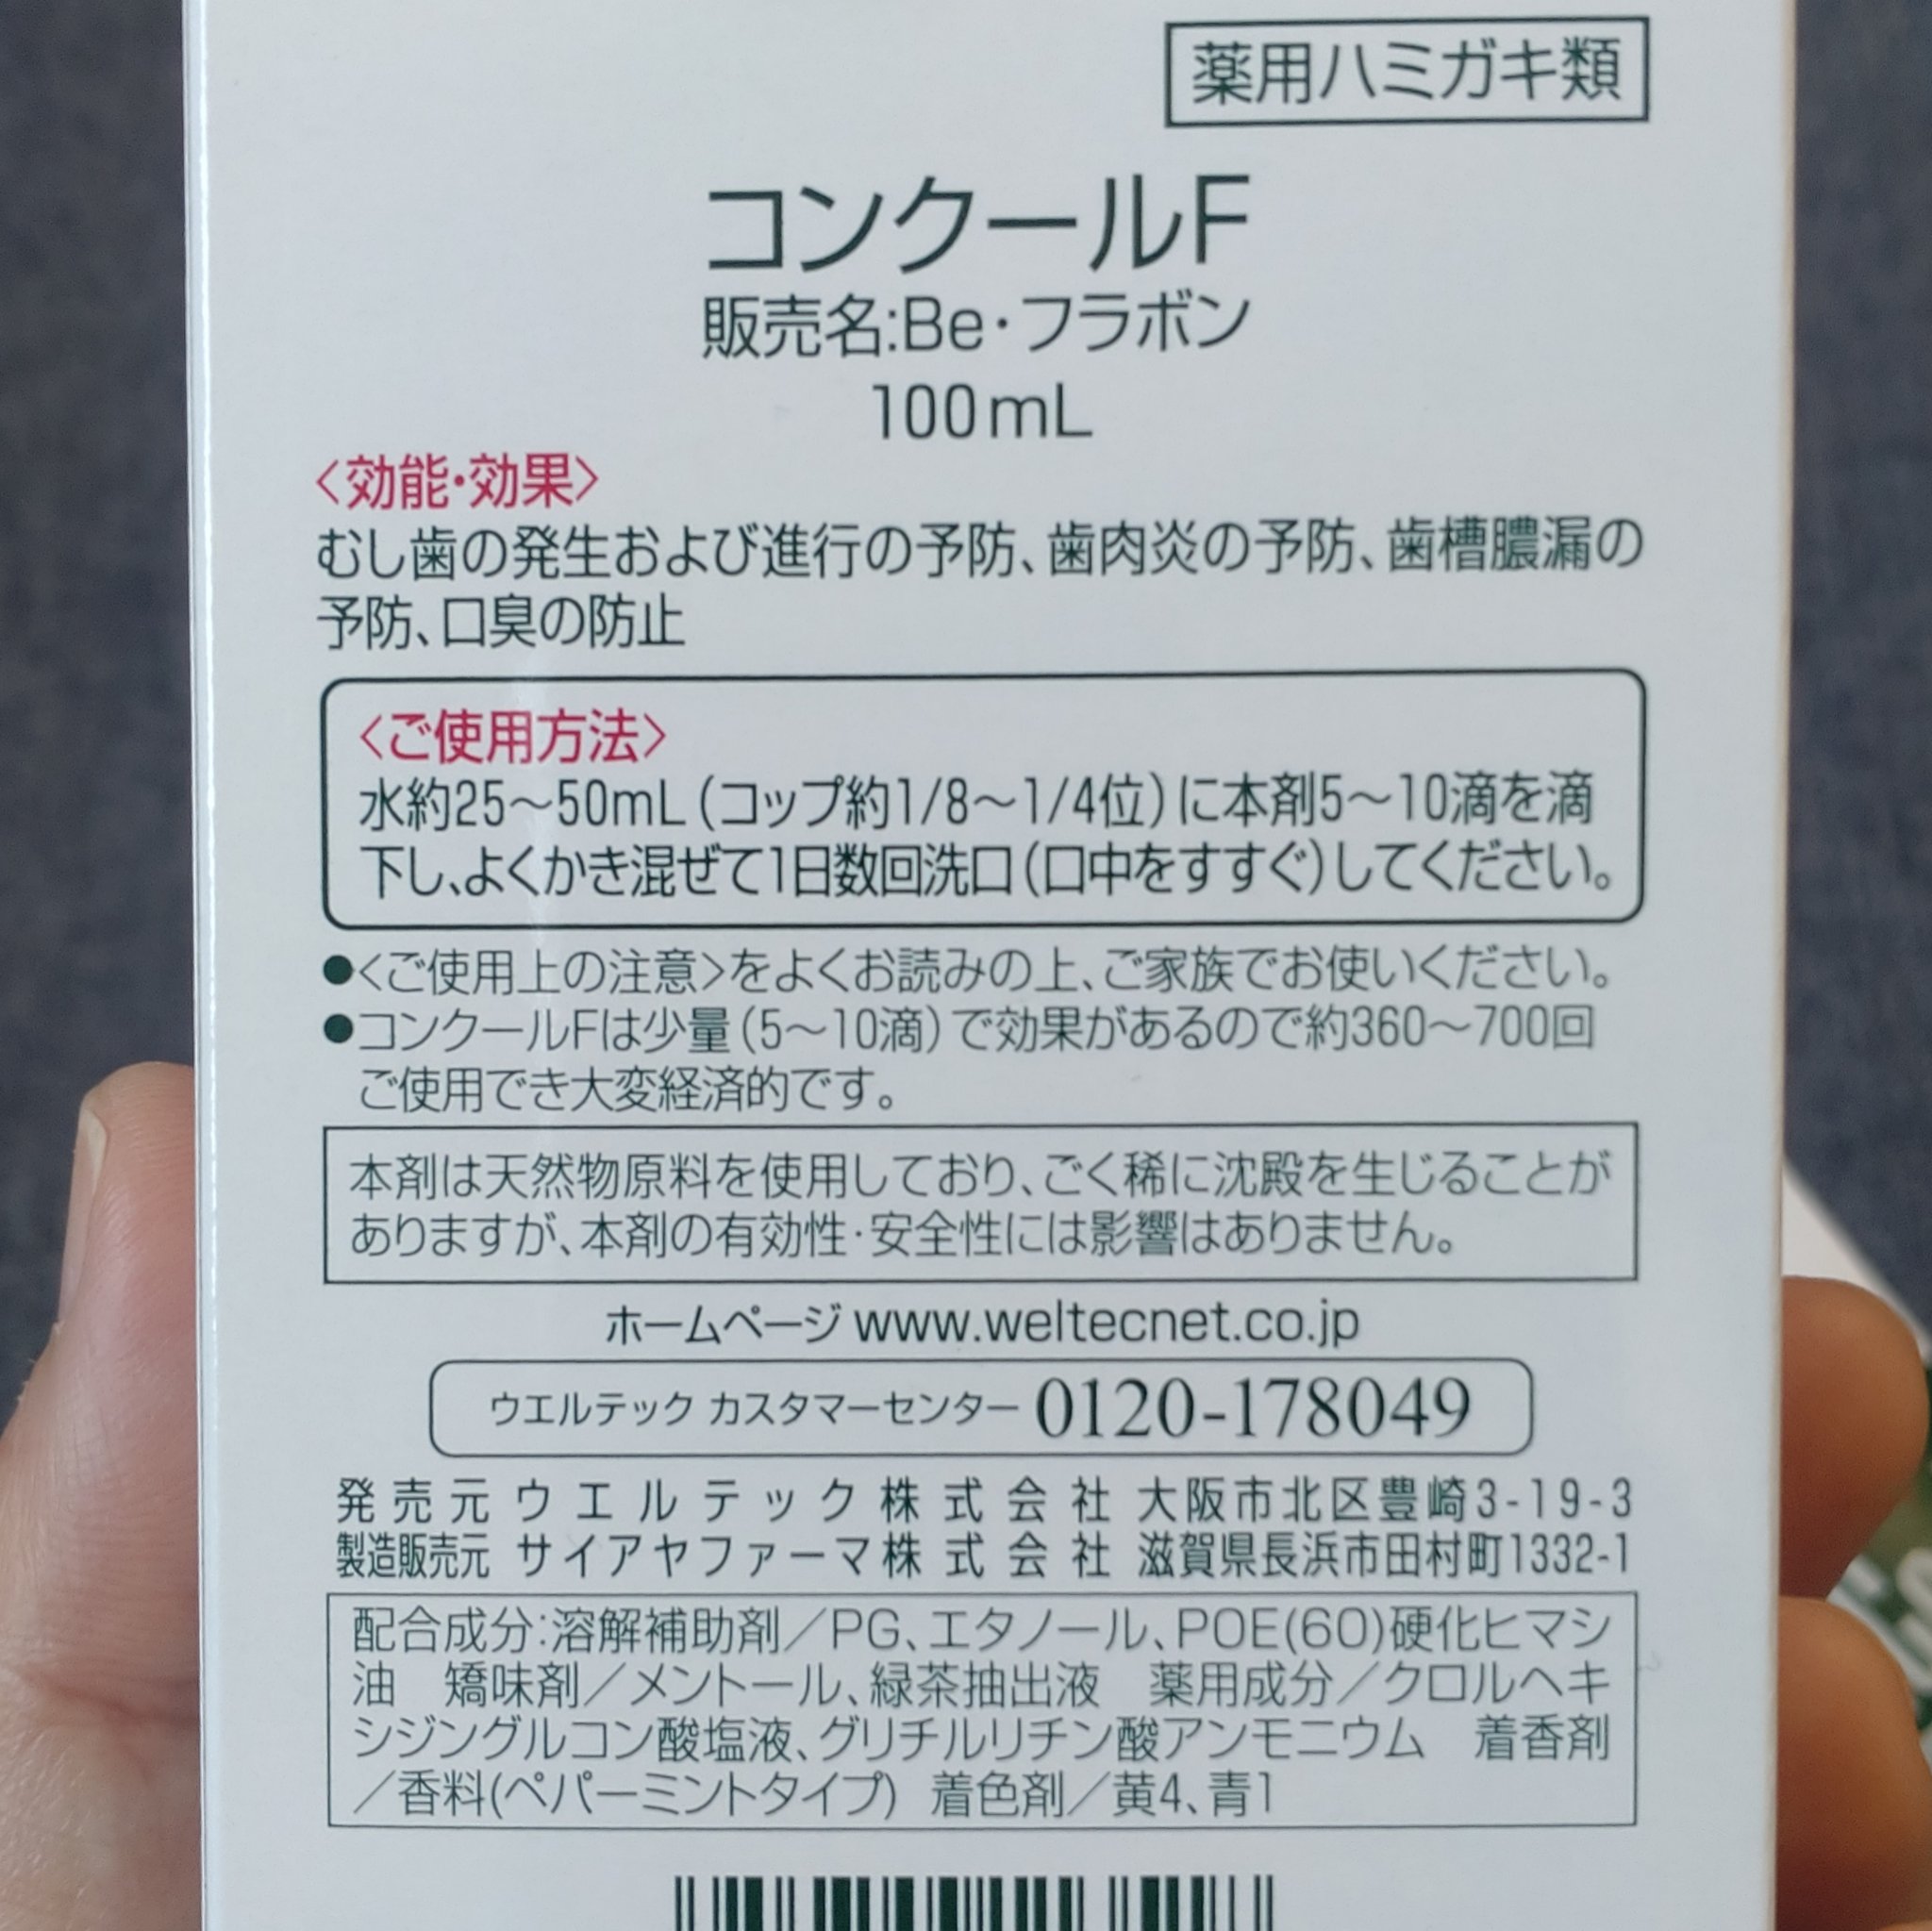 薬用ハミガキ類
コンクールF
販売名:Be・フラボン
100mL
〈効能・効果〉
むし歯の発生および進行の予防、歯肉炎の予防、歯槽膿漏の
予防、口臭の防止
〈ご使用方法〉
水約25〜50mL(コップ約1/8〜1/4位)に本剤5〜10滴を滴
下し、よくかき混ぜて1日数回洗口(口中をすすぐ)してください。
●〈ご使用上の注意〉をよくお読みの上、ご家族でお使いください。
●コンクールFは少量(5〜10滴)で効果があるので約360〜700回
ご使用でき大変経済的です。
本剤は天然物原料を使用しており、ごく稀に沈殿を生じることが
ありますが、本剤の有効性・安全性には影響はありません。
ホームページ www.weltecnet.co.jp
ウエルテック カスタマーセンター 0120-178049
発売元 ウエルテック株式会社 大阪市北区豊崎3-19-3
製造販売元 サイアヤファーマ株式会社 滋賀県長浜市田村町1332-1
配合成分:溶解補助剤/PG、エタノール、POE(60)硬化ヒマシ
油 矯味剤/メントール、緑茶抽出液 薬用成分/クロルヘキ
シジングルコン酸塩液、グリチルリチン酸アンモニウム 着香剤
/香料(ペパーミントタイプ) 着色剤/黄4、青1